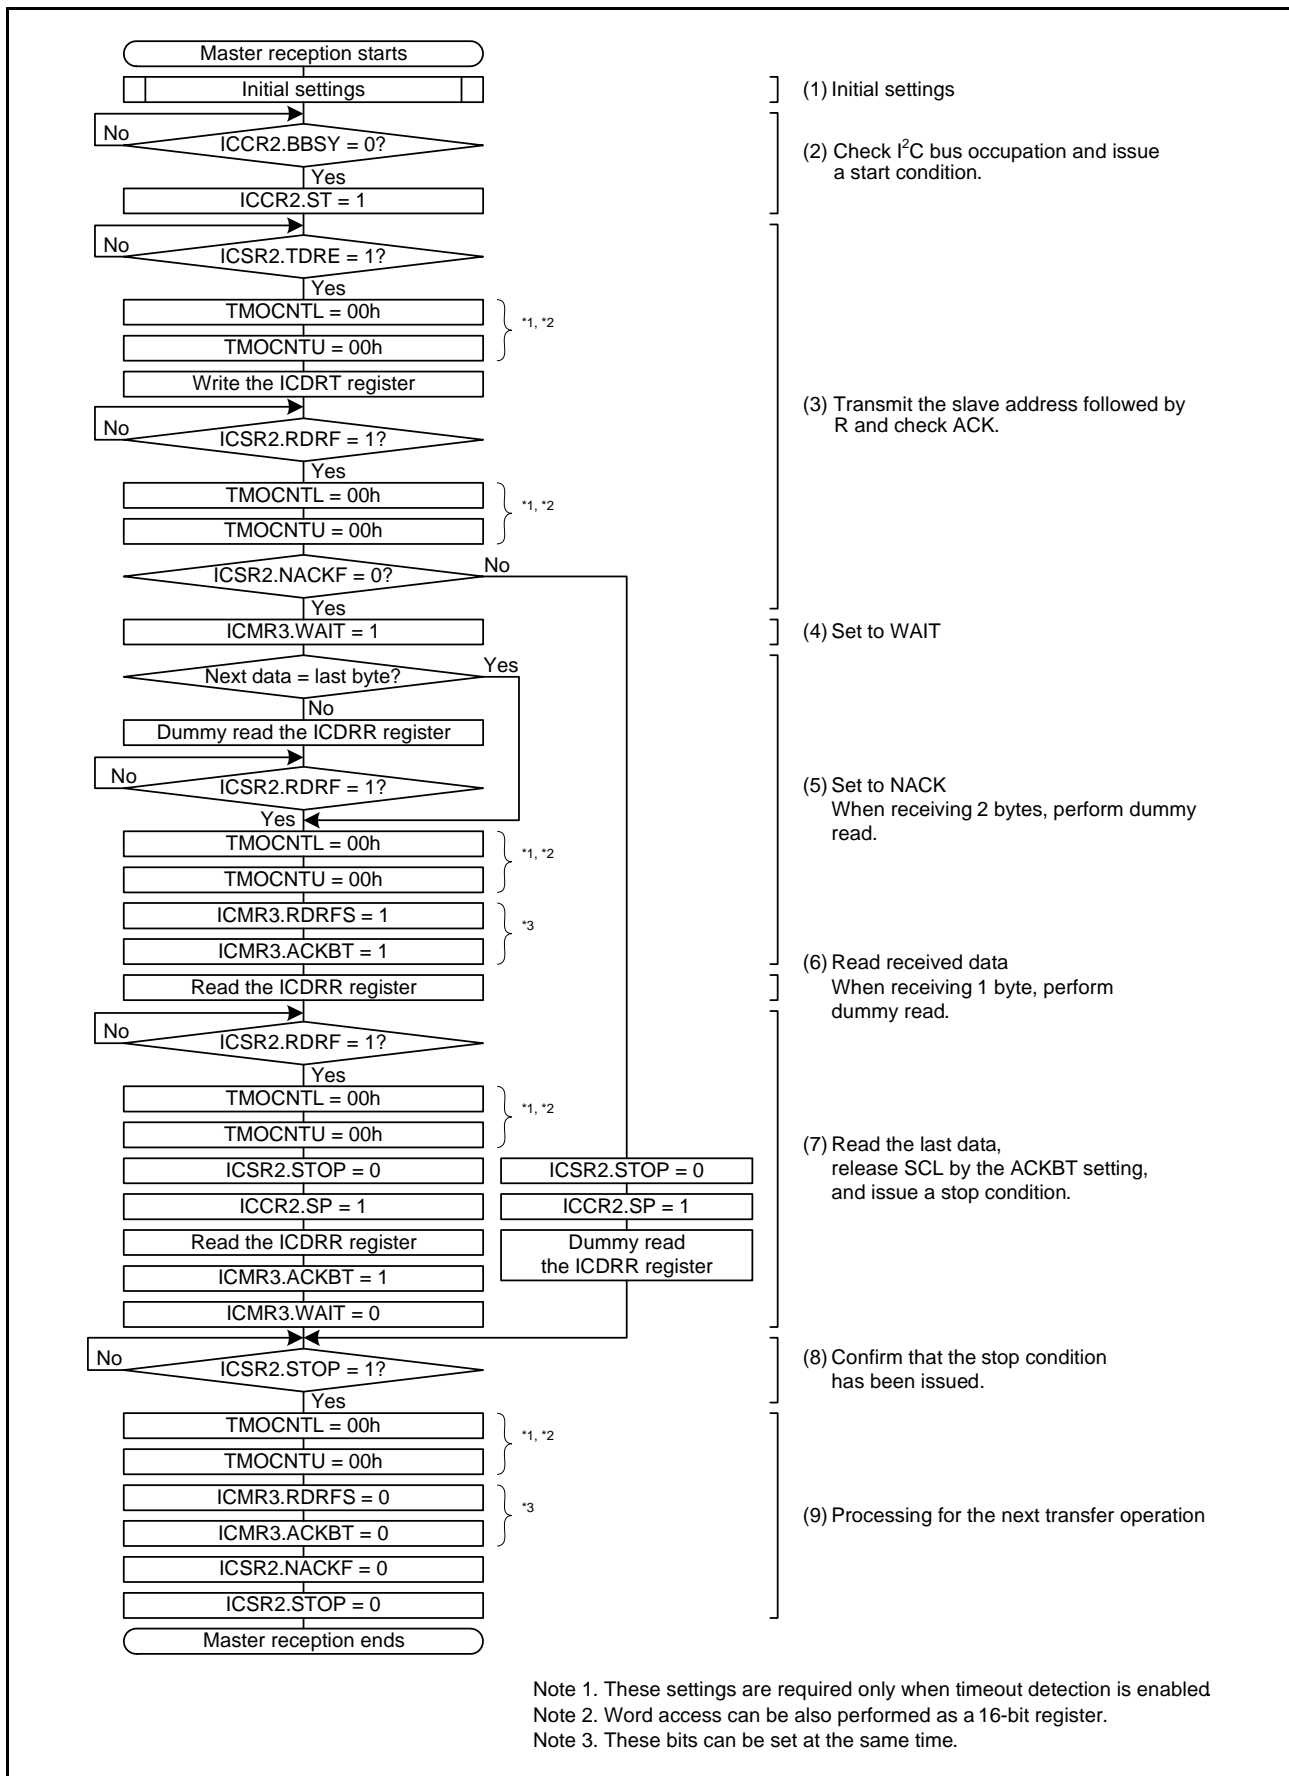 Master reception starts
Initial settings
(1) Initial settings
No
ICCR2.BBSY = 0?
Yes
ICCR2.ST = 1
(2) Check I²C bus occupation and issue
a start condition.
No
ICSR2.TDRE = 1?
Yes
TMOCNTL = 00h
TMOCNTU = 00h
*1, *2
Write the ICDRT register
No
ICSR2.RDRF = 1?
Yes
(3) Transmit the slave address followed by
R and check ACK.
TMOCNTL = 00h
TMOCNTU = 00h
*1, *2
ICSR2.NACKF = 0?
No
Yes
ICMR3.WAIT = 1
(4) Set to WAIT
Next data = last byte?
Yes
No
Dummy read the ICDRR register
No
ICSR2.RDRF = 1?
Yes
(5) Set to NACK
When receiving 2 bytes, perform dummy
read.
TMOCNTL = 00h
TMOCNTU = 00h
*1, *2
ICMR3.RDRFS = 1
ICMR3.ACKBT = 1
*3
Read the ICDRR register
(6) Read received data
When receiving 1 byte, perform
dummy read.
No
ICSR2.RDRF = 1?
Yes
TMOCNTL = 00h
TMOCNTU = 00h
*1, *2
ICSR2.STOP = 0
ICCR2.SP = 1
Read the ICDRR register
ICMR3.ACKBT = 1
ICMR3.WAIT = 0
ICSR2.STOP = 0
ICCR2.SP = 1
Dummy read
the ICDRR register
(7) Read the last data,
release SCL by the ACKBT setting,
and issue a stop condition.
No
ICSR2.STOP = 1?
Yes
(8) Confirm that the stop condition
has been issued.
TMOCNTL = 00h
TMOCNTU = 00h
*1, *2
ICMR3.RDRFS = 0
ICMR3.ACKBT = 0
*3
ICSR2.NACKF = 0
ICSR2.STOP = 0
(9) Processing for the next transfer operation
Master reception ends
Note 1. These settings are required only when timeout detection is enabled.
Note 2. Word access can be also performed as a 16-bit register.
Note 3. These bits can be set at the same time.